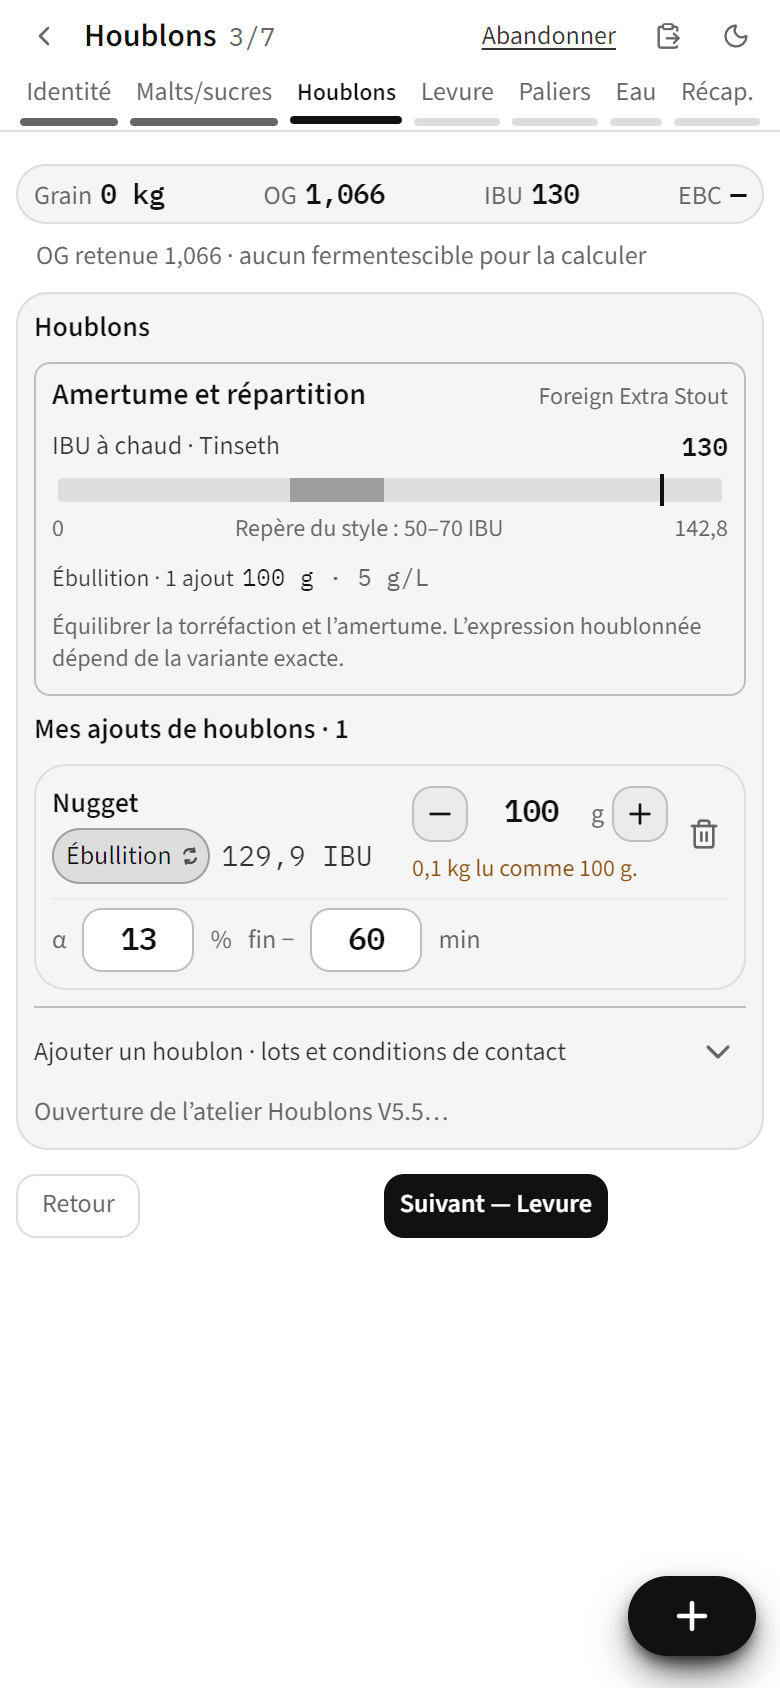 Houblons 3/7 Abandonner
Identité Malts/sucres Houblons Levure Paliers Eau Récap.
Grain 0 kg OG 1,066 IBU 130 EBC –
OG retenue 1,066 · aucun fermentescible pour la calculer
Houblons
Amertume et répartition Foreign Extra Stout
IBU à chaud · Tinseth 130
0 Repère du style : 50–70 IBU 142,8
Ébullition · 1 ajout 100 g · 5 g/L
Équilibrer la torréfaction et l’amertume. L’expression houblonnée
dépend de la variante exacte.
Mes ajouts de houblons · 1
Nugget − 100 g +
Ébullition 129,9 IBU
0,1 kg lu comme 100 g.
α 13 % fin − 60 min
Ajouter un houblon · lots et conditions de contact
Ouverture de l’atelier Houblons V5.5…
Retour Suivant — Levure
+